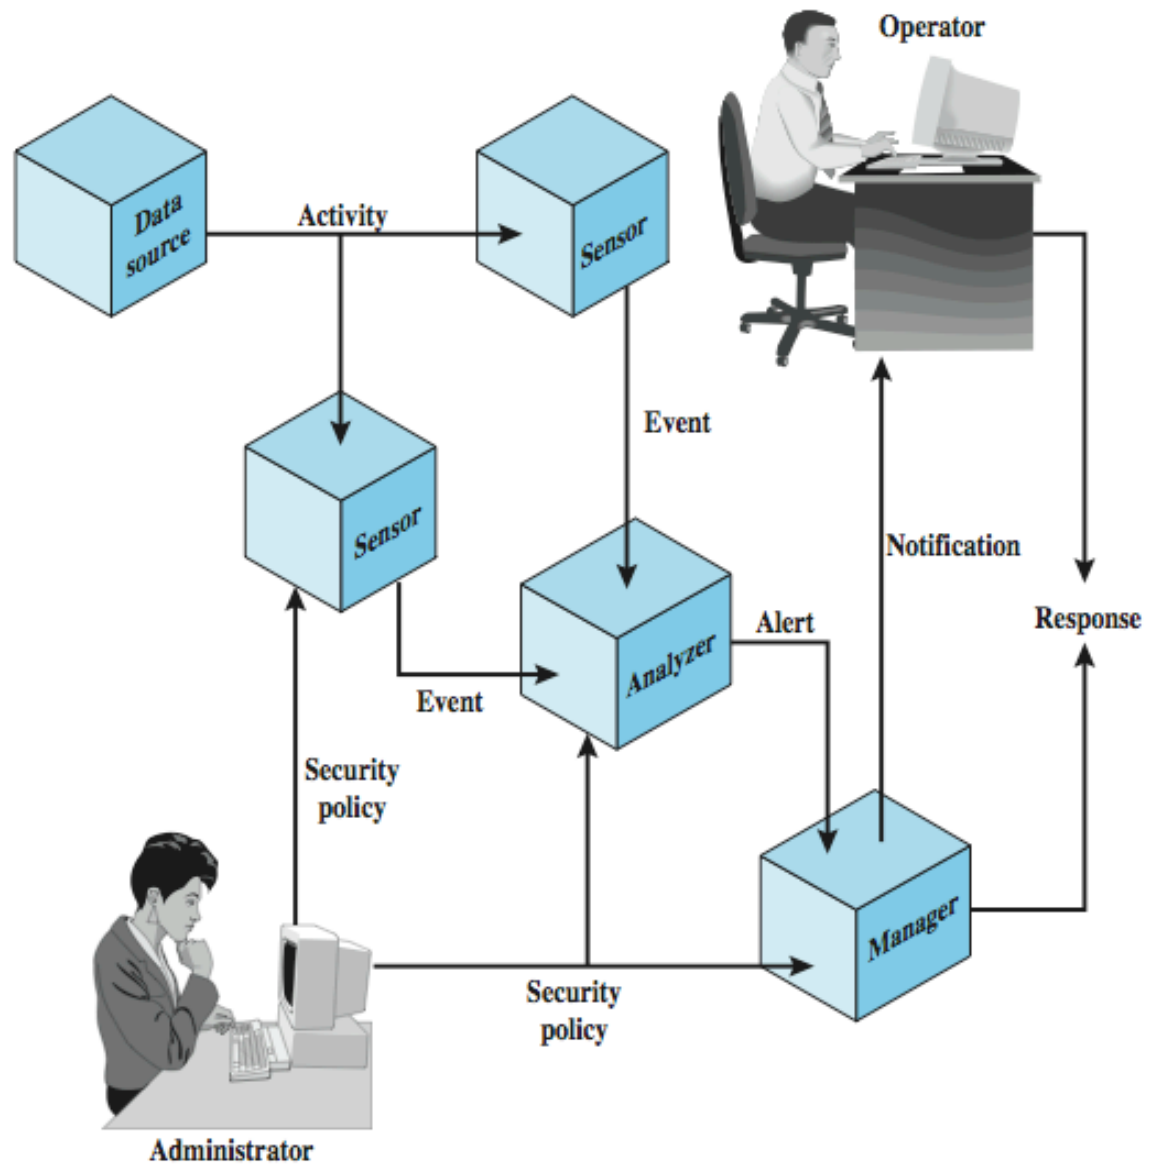 Operator
Data
source
Activity
Sensor
Event
Sensor
Notification
Response
Alert
Analyzer
Event
Security
policy
Manager
Security
policy
Administrator